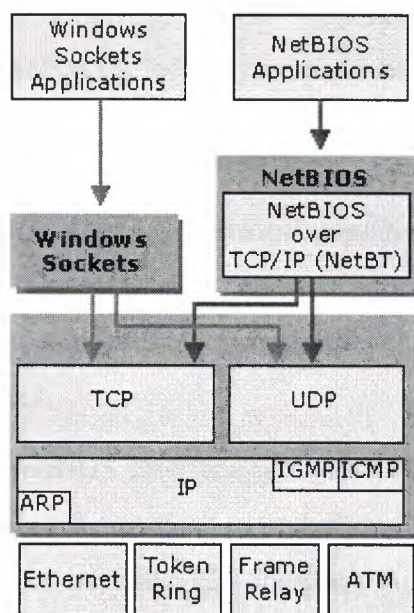 Windows
Sockets
Applications
NetBIOS
Applications
NetBIOS
NetBIOS
over
TCP/IP (NetBT)
Windows
Sockets
TCP
UDP
IGMP ICMP
IP
ARP
Ethernet
Token
Ring
Frame
Relay
ATM